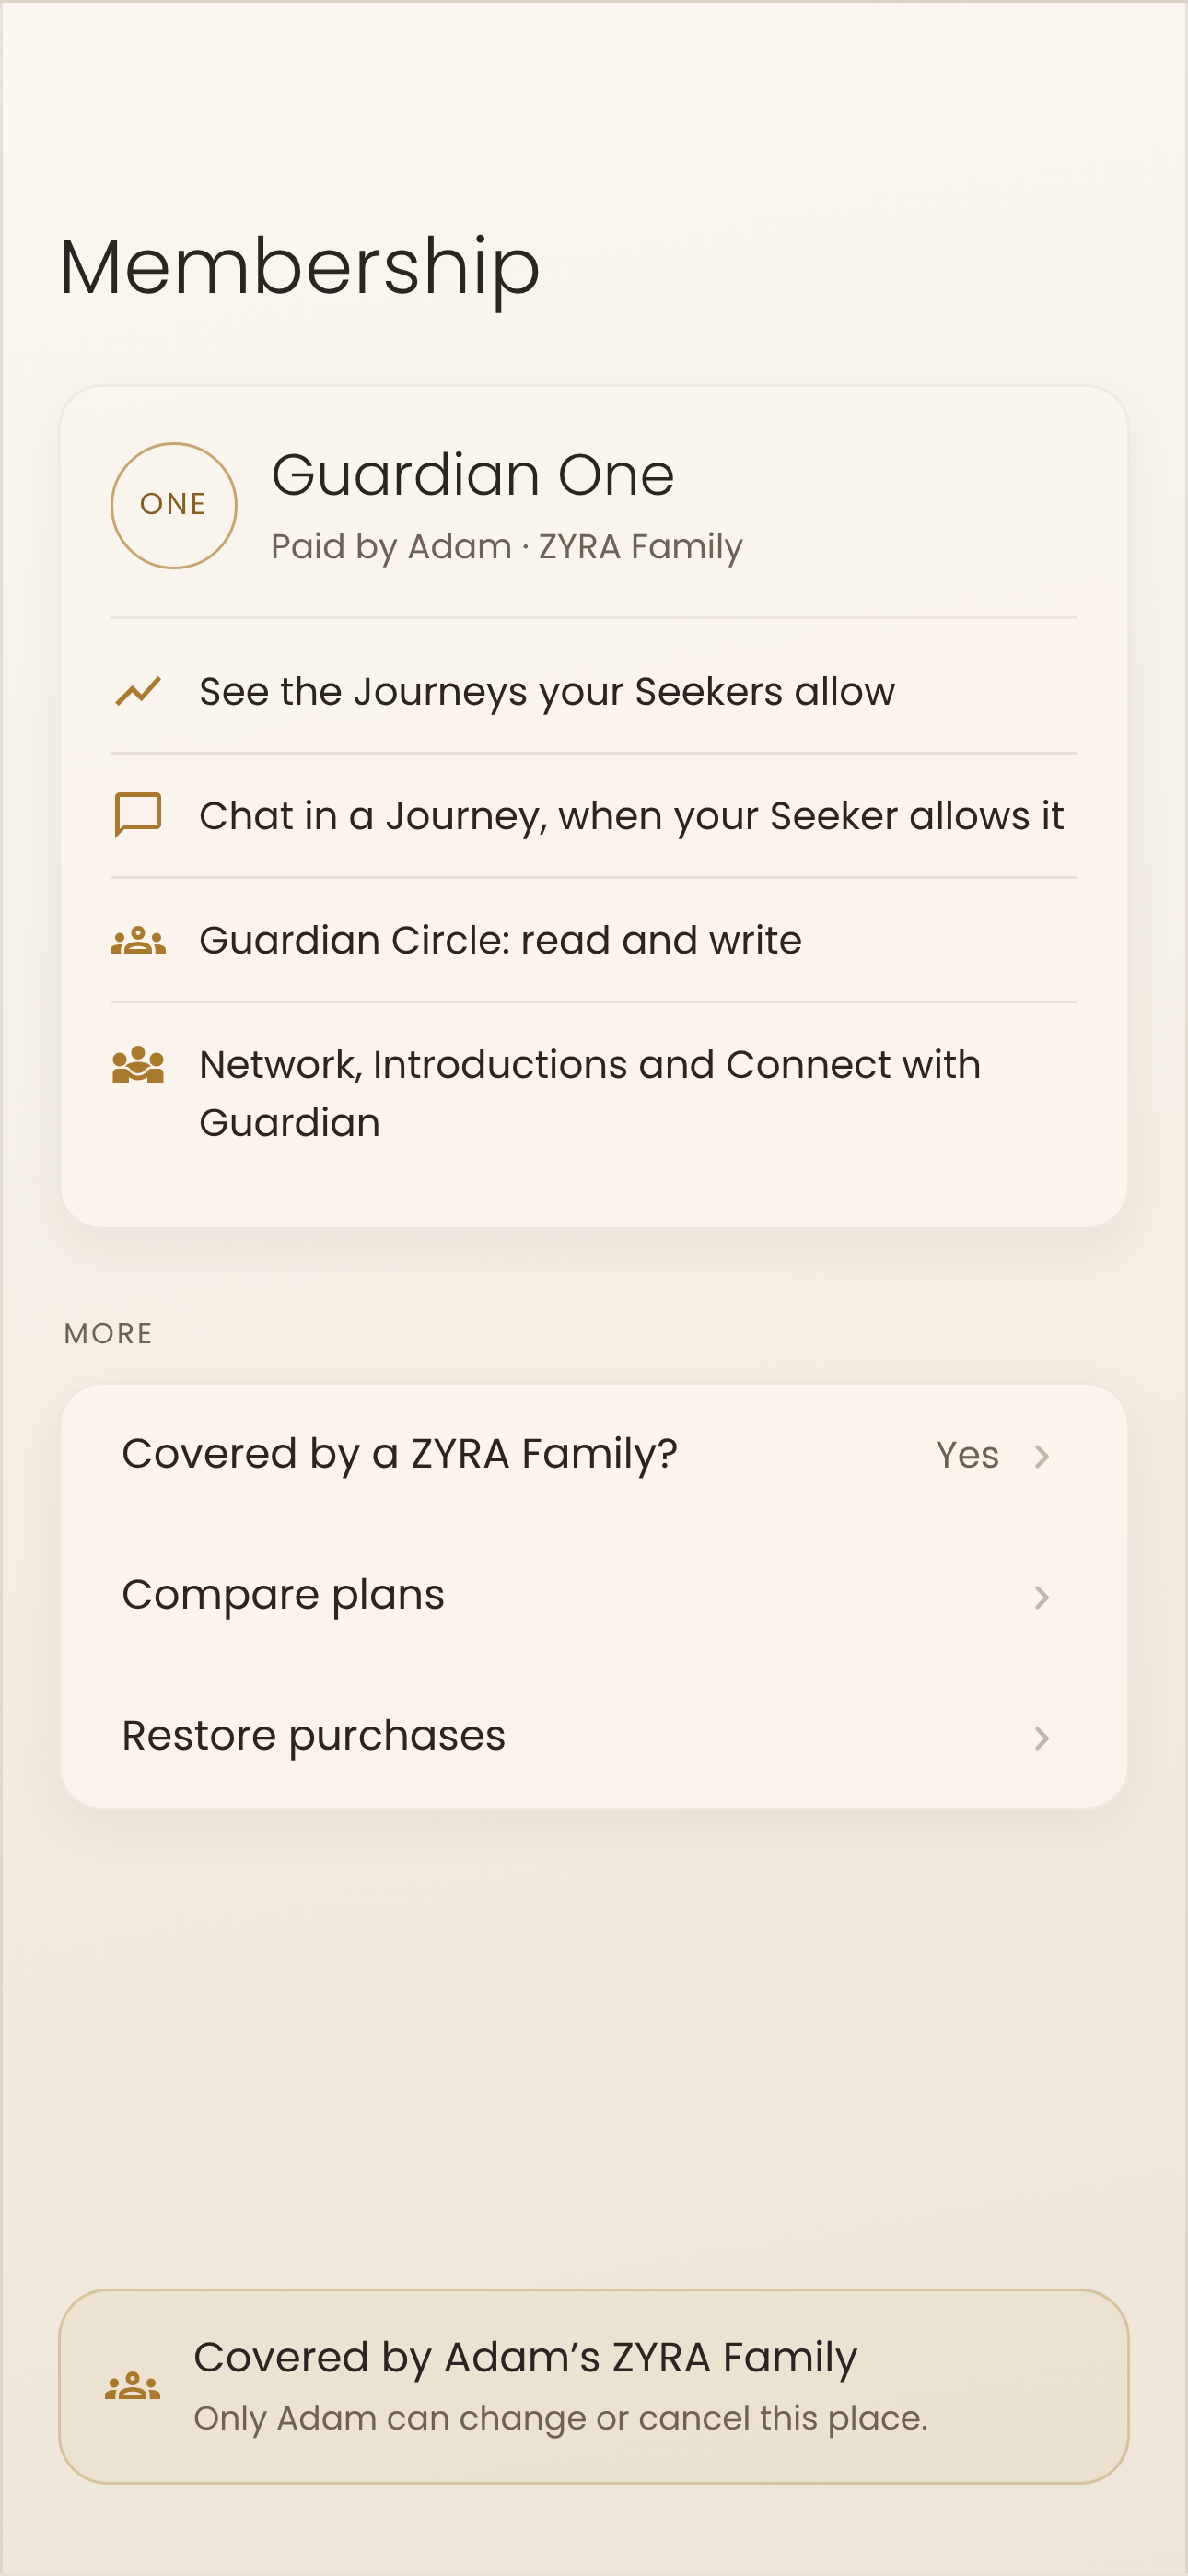 Membership
ONE
Guardian One
Paid by Adam · ZYRA Family
See the Journeys your Seekers allow
Chat in a Journey, when your Seeker allows it
Guardian Circle: read and write
Network, Introductions and Connect with
Guardian
MORE
Covered by a ZYRA Family? Yes
Compare plans
Restore purchases
Covered by Adam’s ZYRA Family
Only Adam can change or cancel this place.